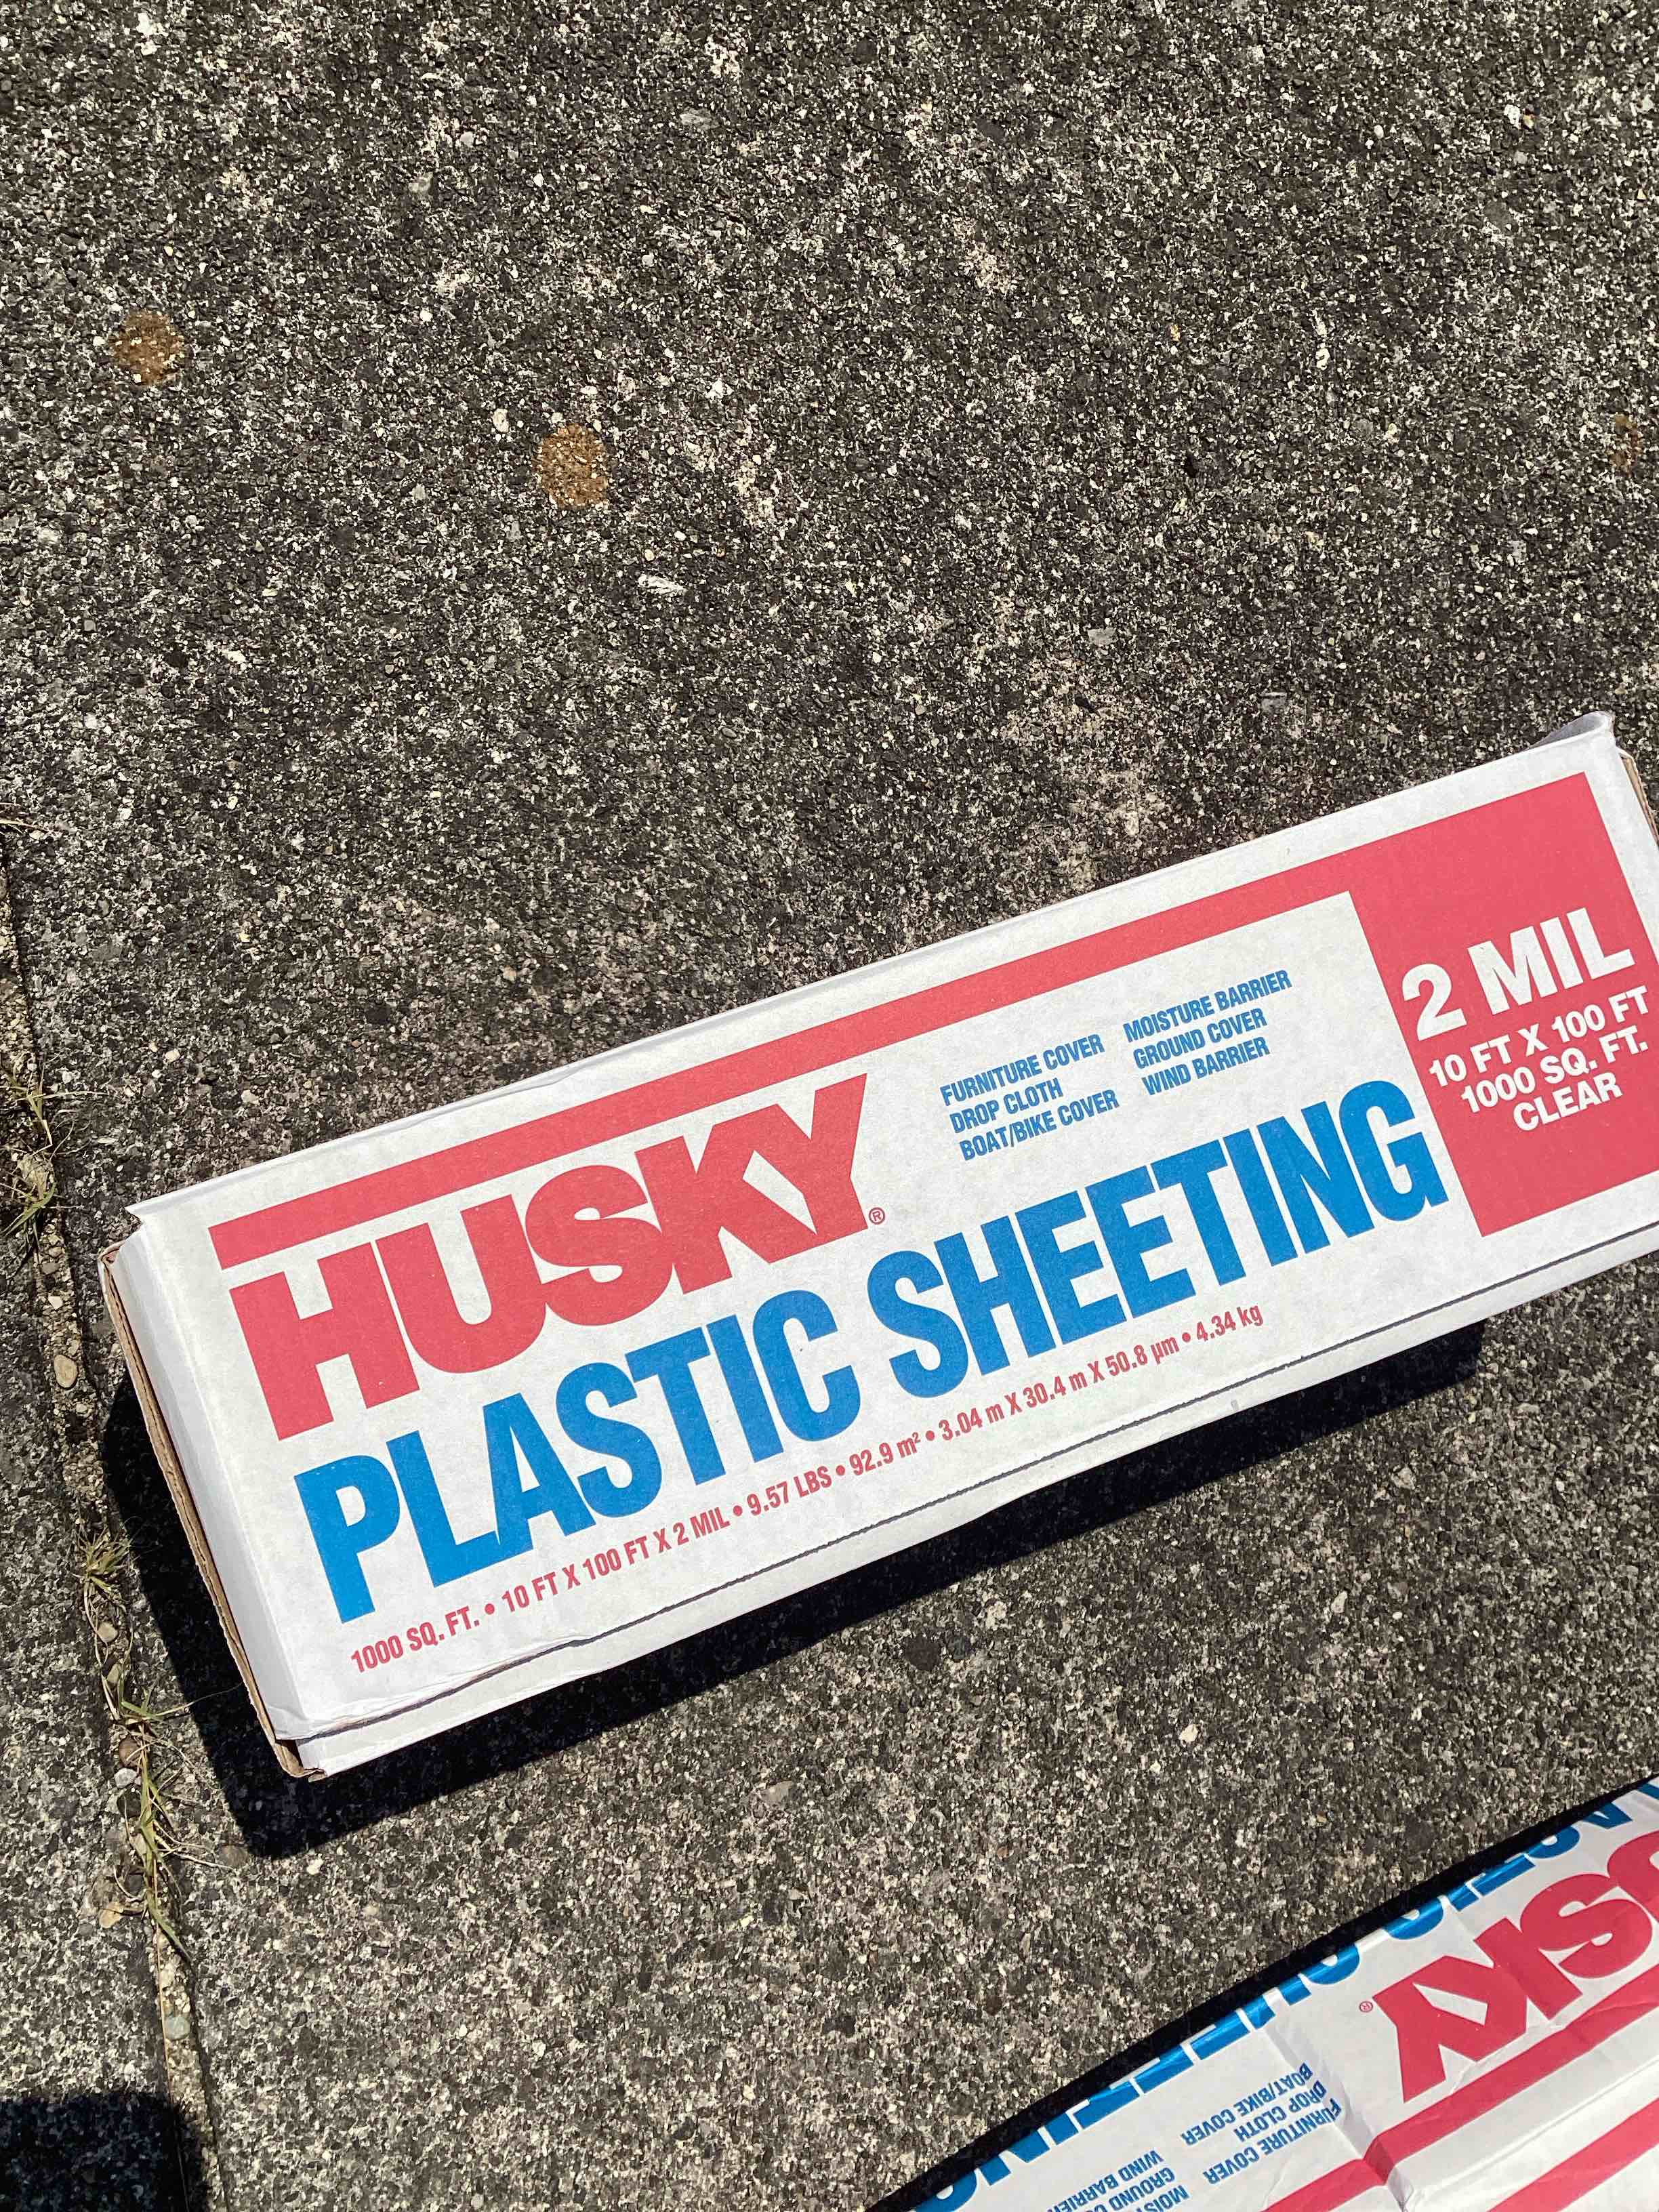 HUSKY®
FURNITURE COVER
DROP CLOTH
BOAT/BIKE COVER
MOISTURE BARRIER
GROUND COVER
WIND BARRIER
PLASTIC SHEETING
1000 SQ. FT. • 10 FT X 100 FT X 2 MIL • 9.57 LBS • 92.9 m² • 3.04 m X 30.4 m X 50.8 µm • 4.34 kg
2 MIL
10 FT X 100 FT
1000 SQ. FT.
CLEAR
FURNITURE COVER
DROP CLOTH
BOAT/BIKE COVER
GROUND
WIND BARRIER